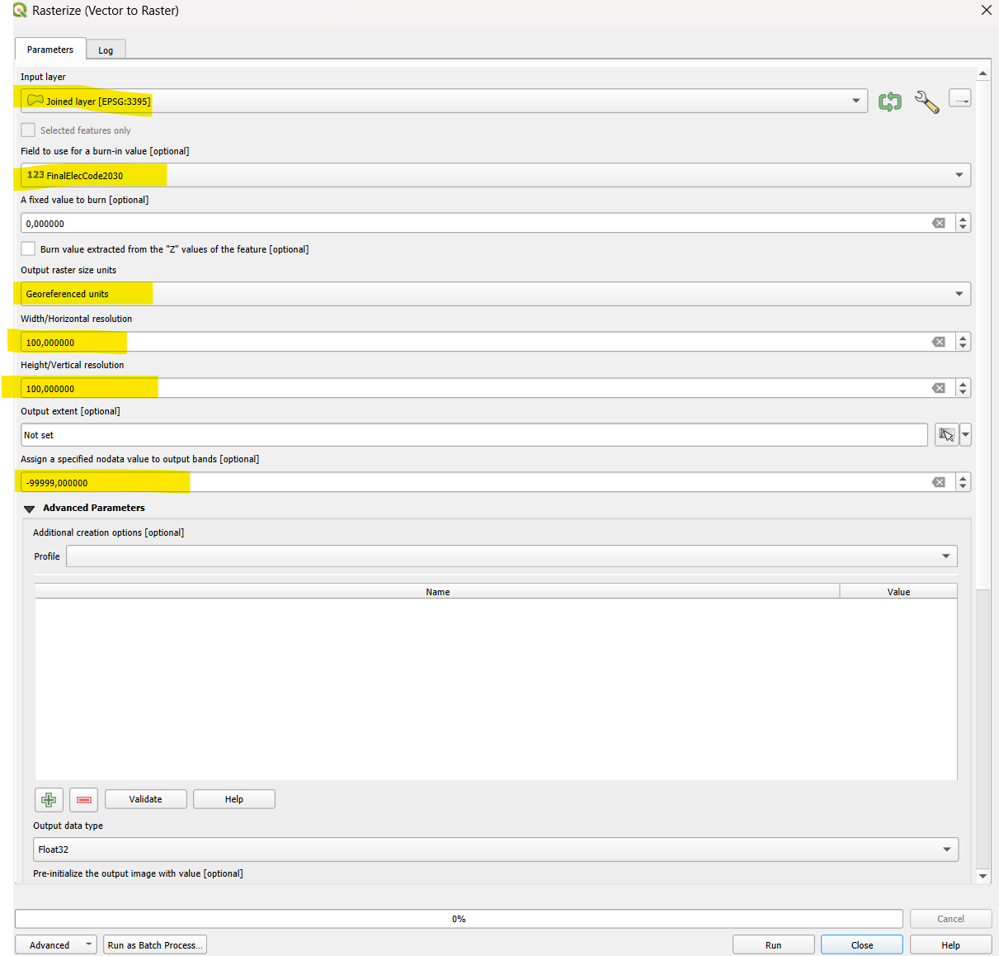 Rasterize (Vector to Raster)
Parameters
Log
Input layer
Joined layer [EPSG:3395]
...
Selected features only
Field to use for a burn-in value [optional]
123 FinalElecCode2030
A fixed value to burn [optional]
0,000000
Burn value extracted from the "Z" values of the feature [optional]
Output raster size units
Georeferenced units
Width/Horizontal resolution
100,000000
Height/Vertical resolution
100,000000
Output extent [optional]
Not set
Assign a specified nodata value to output bands [optional]
-99999,000000
Advanced Parameters
Additional creation options [optional]
Profile
Name Value
Validate Help
Output data type
Float32
Pre-initialize the output image with value [optional]
0%
Cancel
Advanced Run as Batch Process... Run Close Help